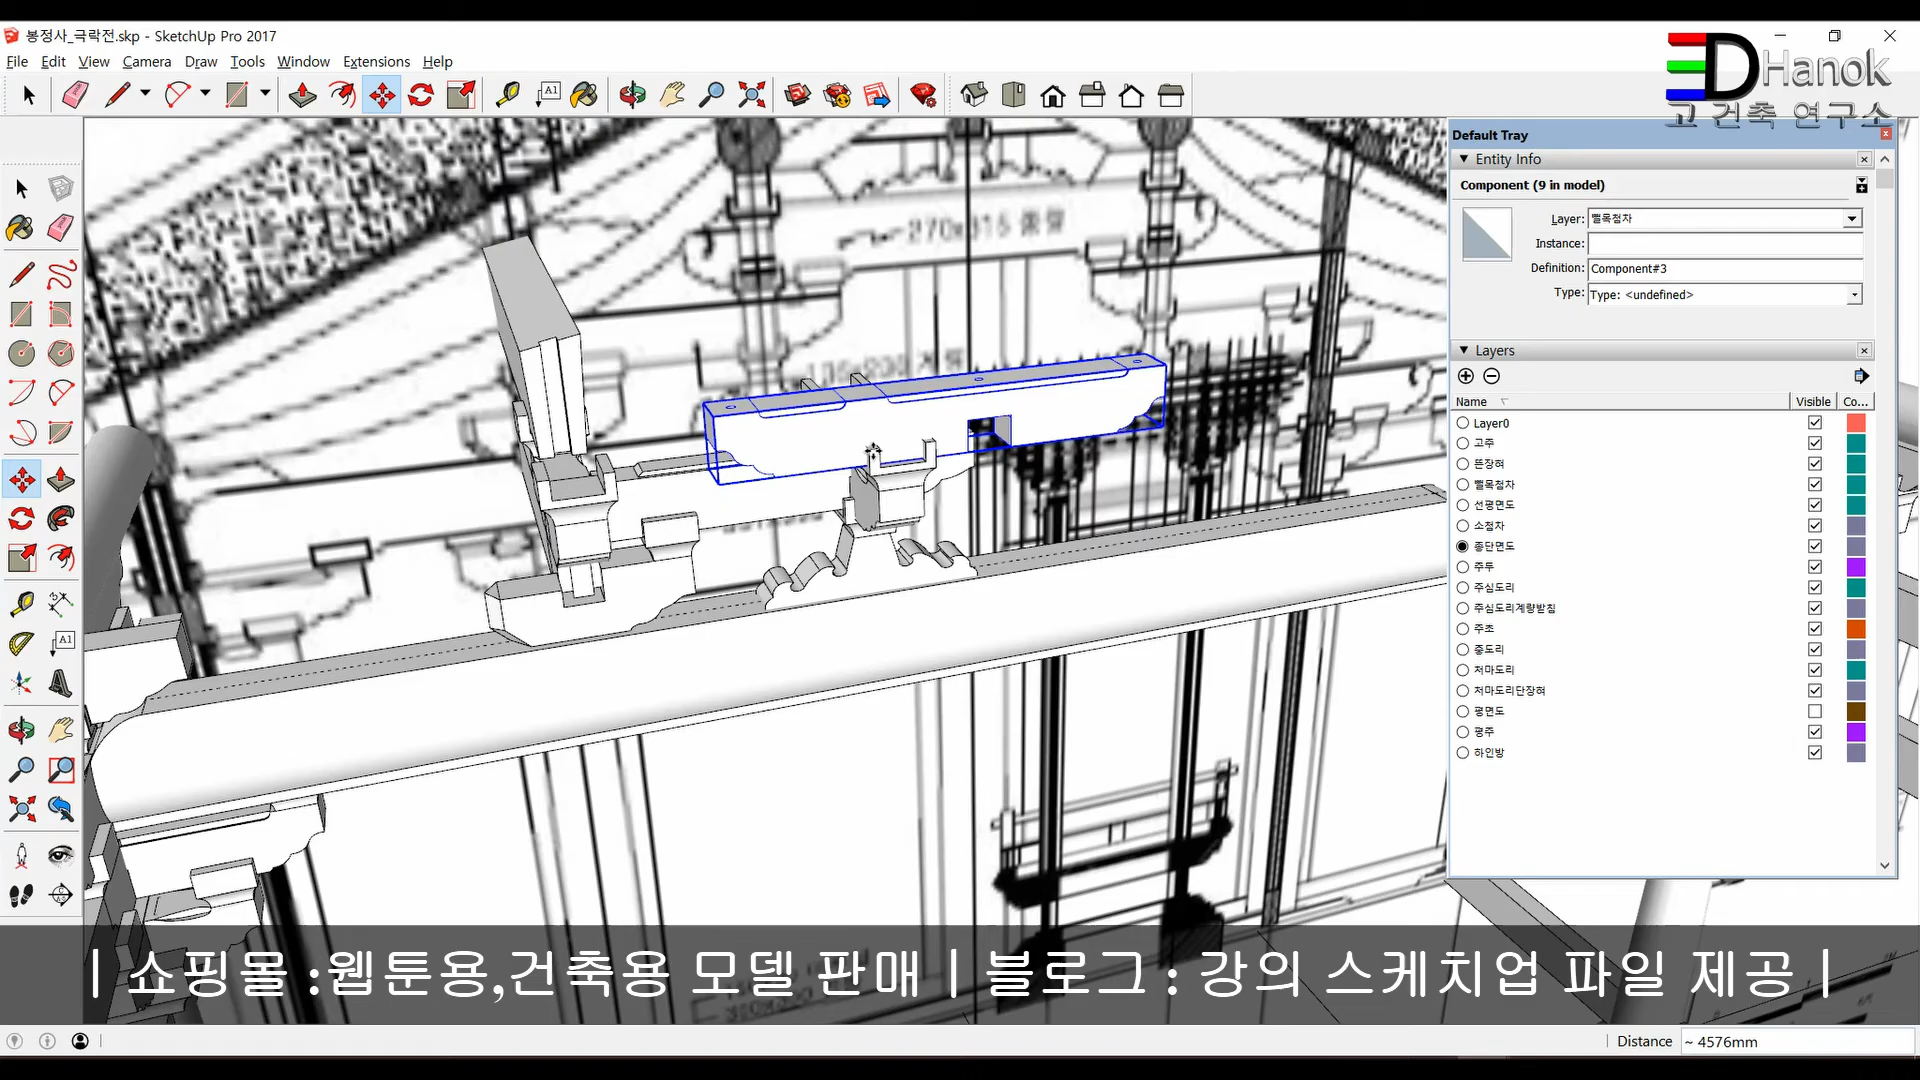 봉정사_극락전.skp - SketchUp Pro 2017
File Edit View Camera Draw Tools Window Extensions Help
DHanok
고 건축 연구소
Default Tray
Entity Info
Component (9 in model)
Layer: 뺄목첨차
Instance:
Definition: Component#3
Type: Type: <undefined>
Layers
Name Visible Co...
Layer0
고주
뜬장혀
뺄목첨차
선평면도
소첨차
종단면도
주두
주심도리
주심도리계량받침
주초
중도리
처마도리
처마도리단장혀
평면도
평주
하인방
270x315 종량
| 쇼핑몰 :웹툰용,건축용 모델 판매 | 블로그 : 강의 스케치업 파일 제공 |
Distance ~ 4576mm